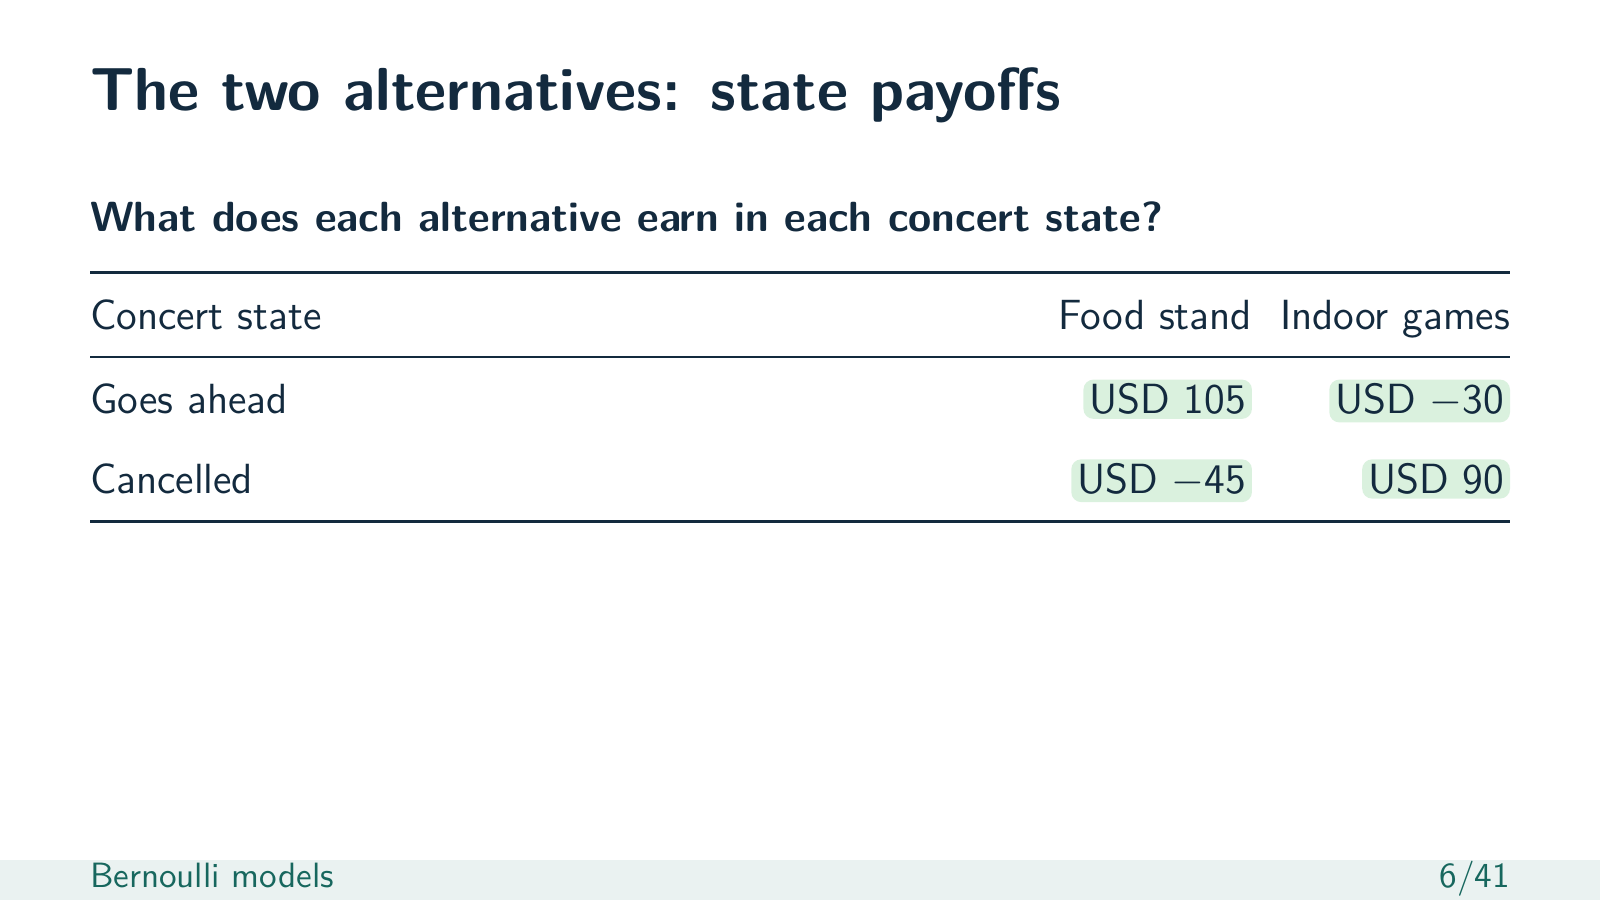 The two alternatives: state payoffs
What does each alternative earn in each concert state?
Concert state Food stand Indoor games
Goes ahead USD 105 USD −30
Cancelled USD −45 USD 90
Bernoulli models 6/41